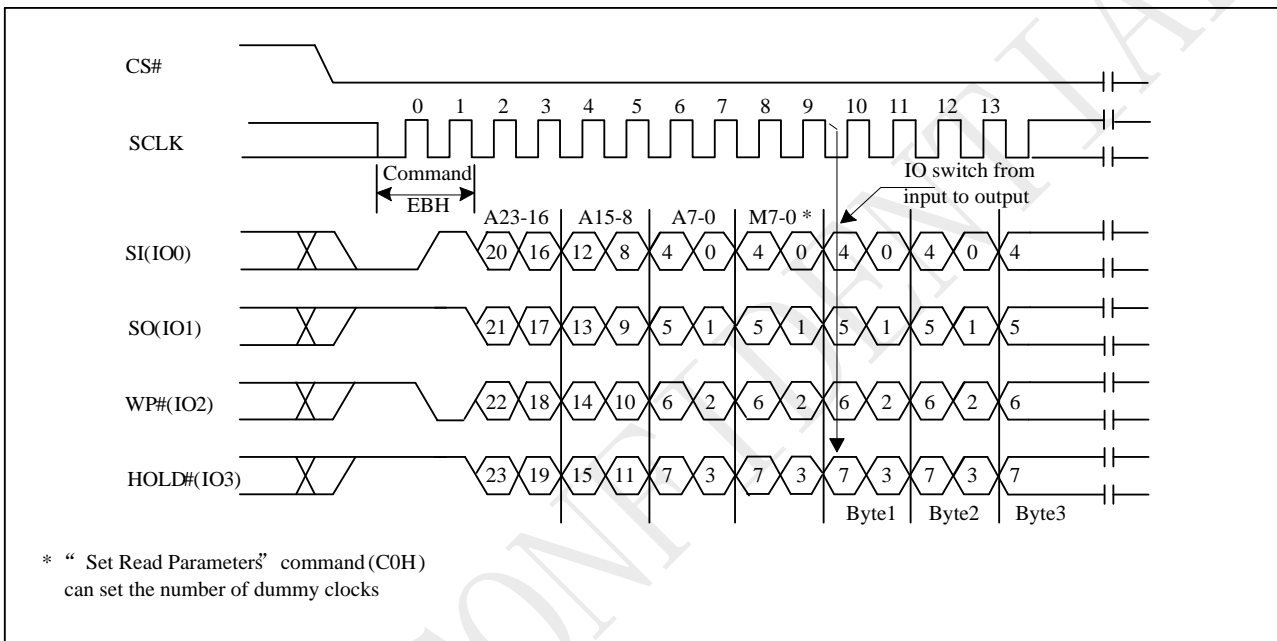 CS#
0 1 2 3 4 5 6 7 8 9 10 11 12 13
SCLK
Command
EBH
IO switch from
input to output
A23-16 A15-8 A7-0 M7-0 *
SI(IO0) 20 16 12 8 4 0 4 0 4 0 4 0 4
SO(IO1) 21 17 13 9 5 1 5 1 5 1 5 1 5
WP#(IO2) 22 18 14 10 6 2 6 2 6 2 6 2 6
HOLD#(IO3) 23 19 15 11 7 3 7 3 7 3 7 3 7
Byte1 Byte2 Byte3
* “ Set Read Parameters” command (C0H)
can set the number of dummy clocks
CONFIDENTIAL